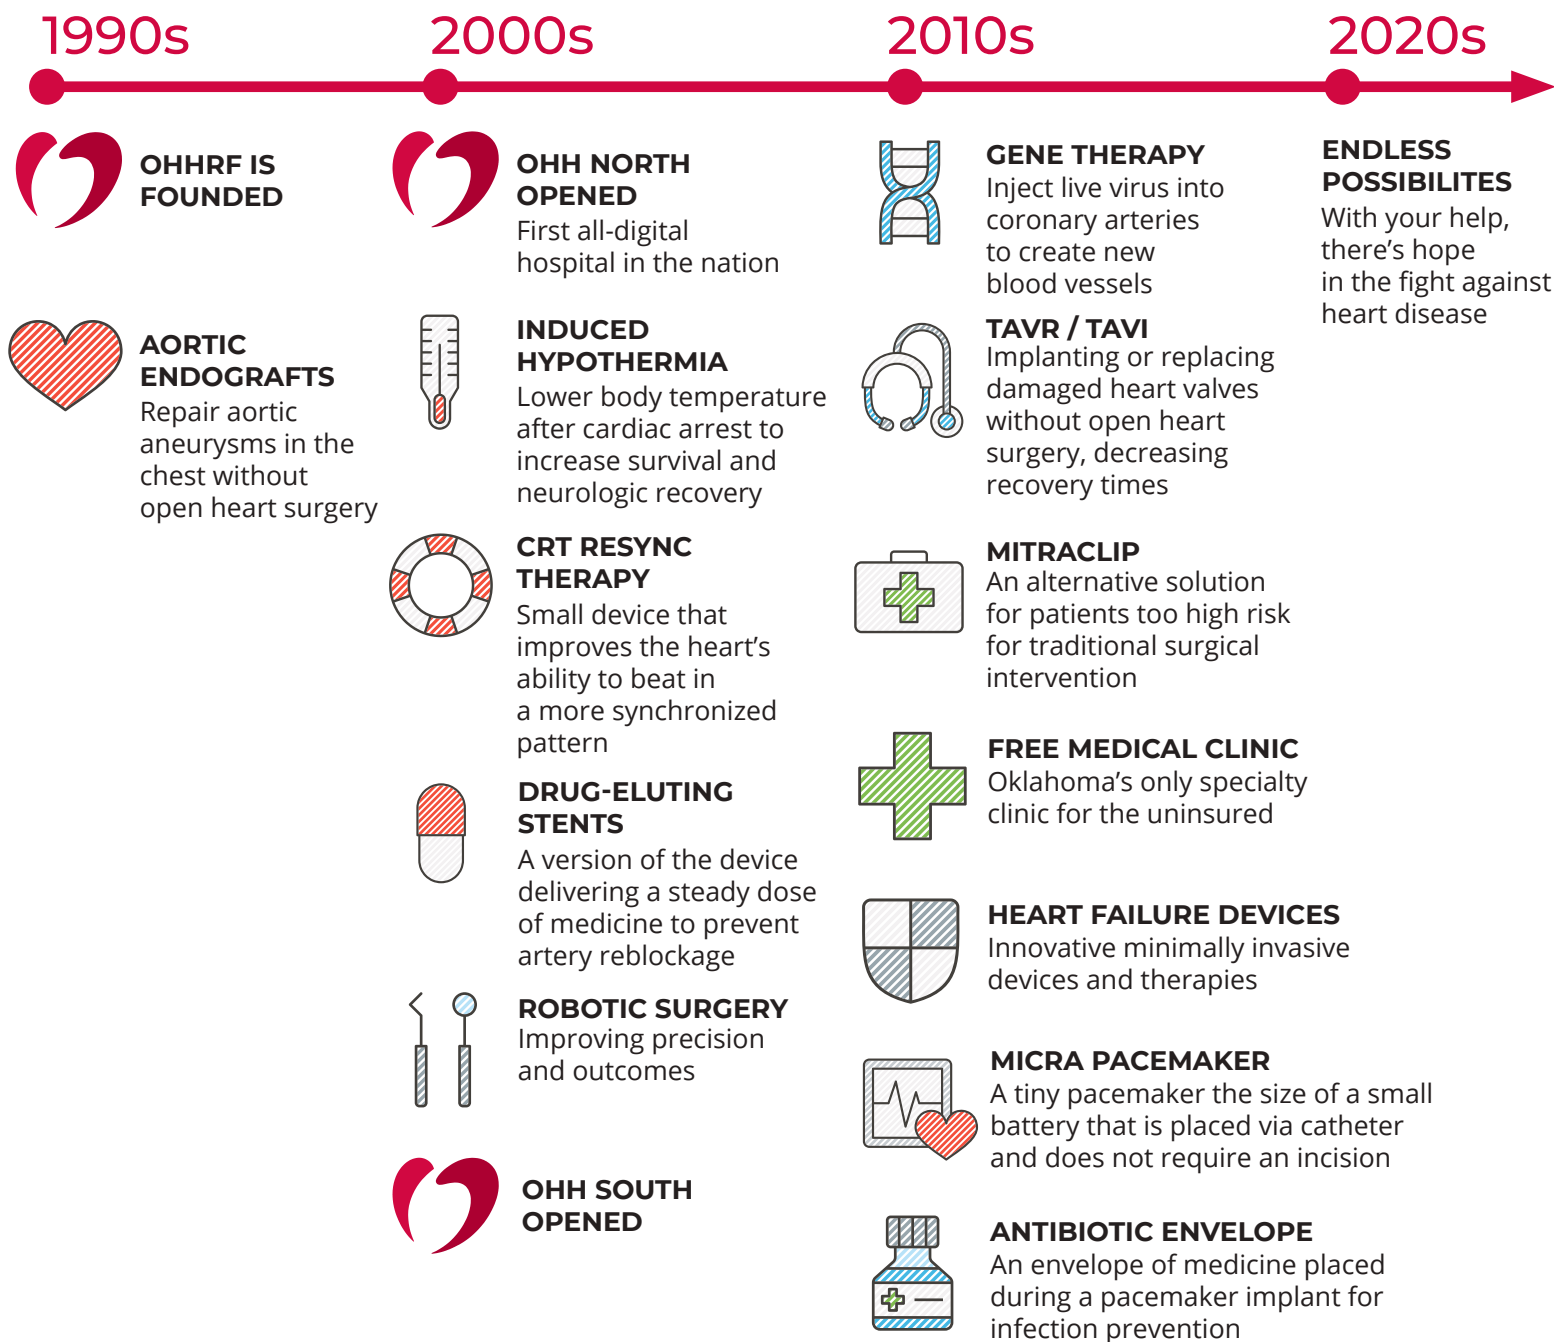 1990s
2000s
2010s
2020s
OHHRF IS
FOUNDED
AORTIC
ENDOGRAFTS
Repair aortic
aneurysms in the
chest without
open heart surgery
OHH NORTH
OPENED
First all-digital
hospital in the nation
INDUCED
HYPOTHERMIA
Lower body temperature
after cardiac arrest to
increase survival and
neurologic recovery
CRT RESYNC
THERAPY
Small device that
improves the heart’s
ability to beat in
a more synchronized
pattern
DRUG-ELUTING
STENTS
A version of the device
delivering a steady dose
of medicine to prevent
artery reblockage
ROBOTIC SURGERY
Improving precision
and outcomes
OHH SOUTH
OPENED
GENE THERAPY
Inject live virus into
coronary arteries
to create new
blood vessels
TAVR / TAVI
Implanting or replacing
damaged heart valves
without open heart
surgery, decreasing
recovery times
MITRACLIP
An alternative solution
for patients too high risk
for traditional surgical
intervention
FREE MEDICAL CLINIC
Oklahoma’s only specialty
clinic for the uninsured
HEART FAILURE DEVICES
Innovative minimally invasive
devices and therapies
MICRA PACEMAKER
A tiny pacemaker the size of a small
battery that is placed via catheter
and does not require an incision
ANTIBIOTIC ENVELOPE
An envelope of medicine placed
during a pacemaker implant for
infection prevention
ENDLESS
POSSIBILITES
With your help,
there’s hope
in the fight against
heart disease